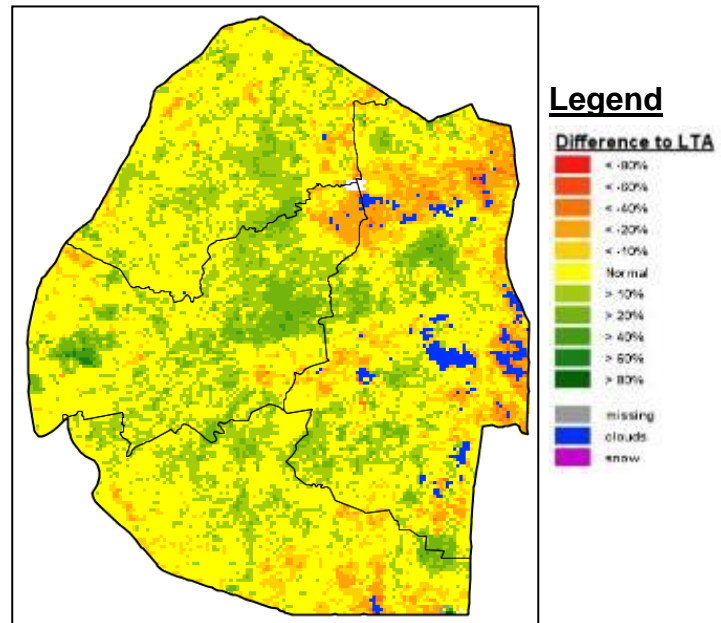 Legend
Difference to LTA
< -80%
< -60%
< -40%
< -20%
< -10%
Normal
> 10%
> 20%
> 40%
> 60%
> 80%
missing
clouds
snow